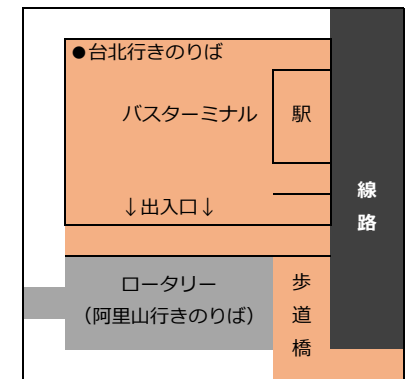 ●台北行きのりば
バスターミナル
駅
線路
↓出入口↓
ロータリー
（阿里山行きのりば）
歩道橋